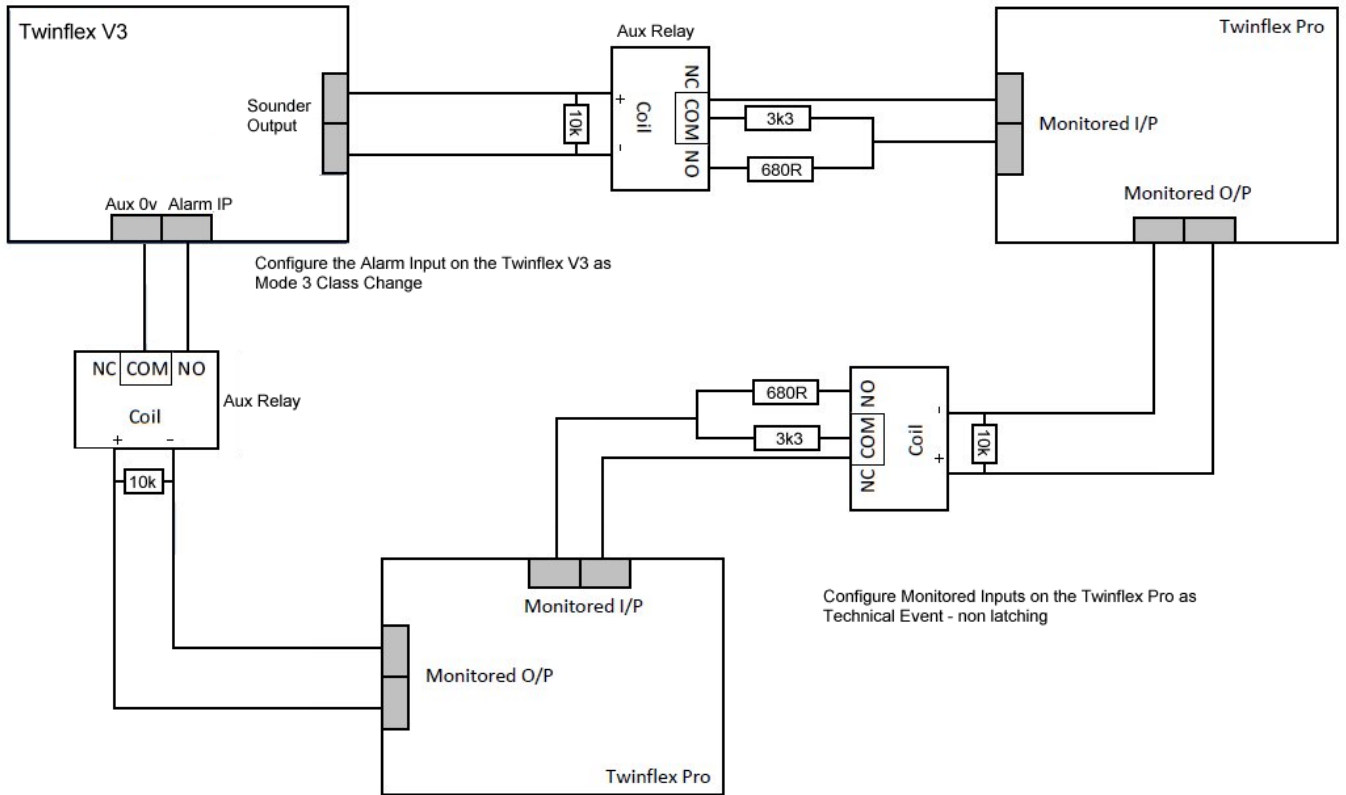 Twinflex V3
Sounder
Output
Aux 0v Alarm IP
Aux Relay
10k
+
-
Coil
NC
COM
NO
3k3
680R
Twinflex Pro
Monitored I/P
Monitored O/P
Configure the Alarm Input on the Twinflex V3 as
Mode 3 Class Change
NC COM NO
Coil
+ -
Aux Relay
10k
680R
3k3
NO
COM
NC
Coil
-
+
10k
Monitored I/P
Monitored O/P
Twinflex Pro
Configure Monitored Inputs on the Twinflex Pro as
Technical Event - non latching